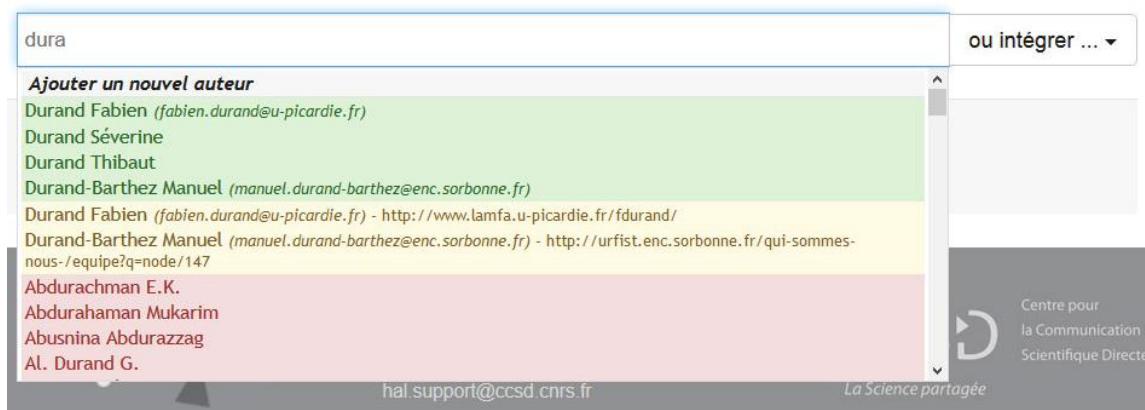 dura
ou intégrer ...
Ajouter un nouvel auteur
Durand Fabien (fabien.durand@u-picardie.fr)
Durand Séverine
Durand Thibaut
Durand-Barthez Manuel (manuel.durand-barthez@enc.sorbonne.fr)
Durand Fabien (fabien.durand@u-picardie.fr) - http://www.lamfa.u-picardie.fr/fdurand/
Durand-Barthez Manuel (manuel.durand-barthez@enc.sorbonne.fr) - http://urfist.enc.sorbonne.fr/qui-sommes-
nous-/equipe?q=node/147
Abdurachman E.K.
Abdurahaman Mukarim
Abusnina Abdurazzag
Al. Durand G.
Centre pour
la Communication
Scientifique Directe
hal.support@ccsd.cnrs.fr
La Science partagée